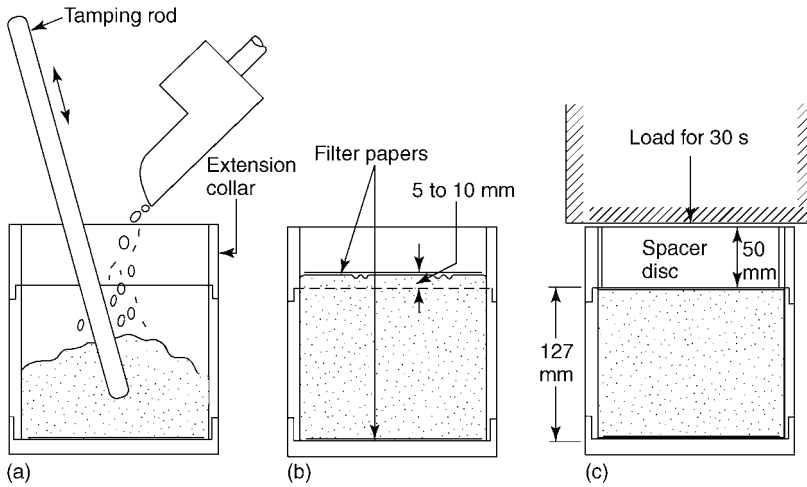 Tamping rod
Extension
collar
(a)
Filter papers
5 to 10 mm
(b)
Load for 30 s
Spacer
disc
50
mm
127
mm
(c)